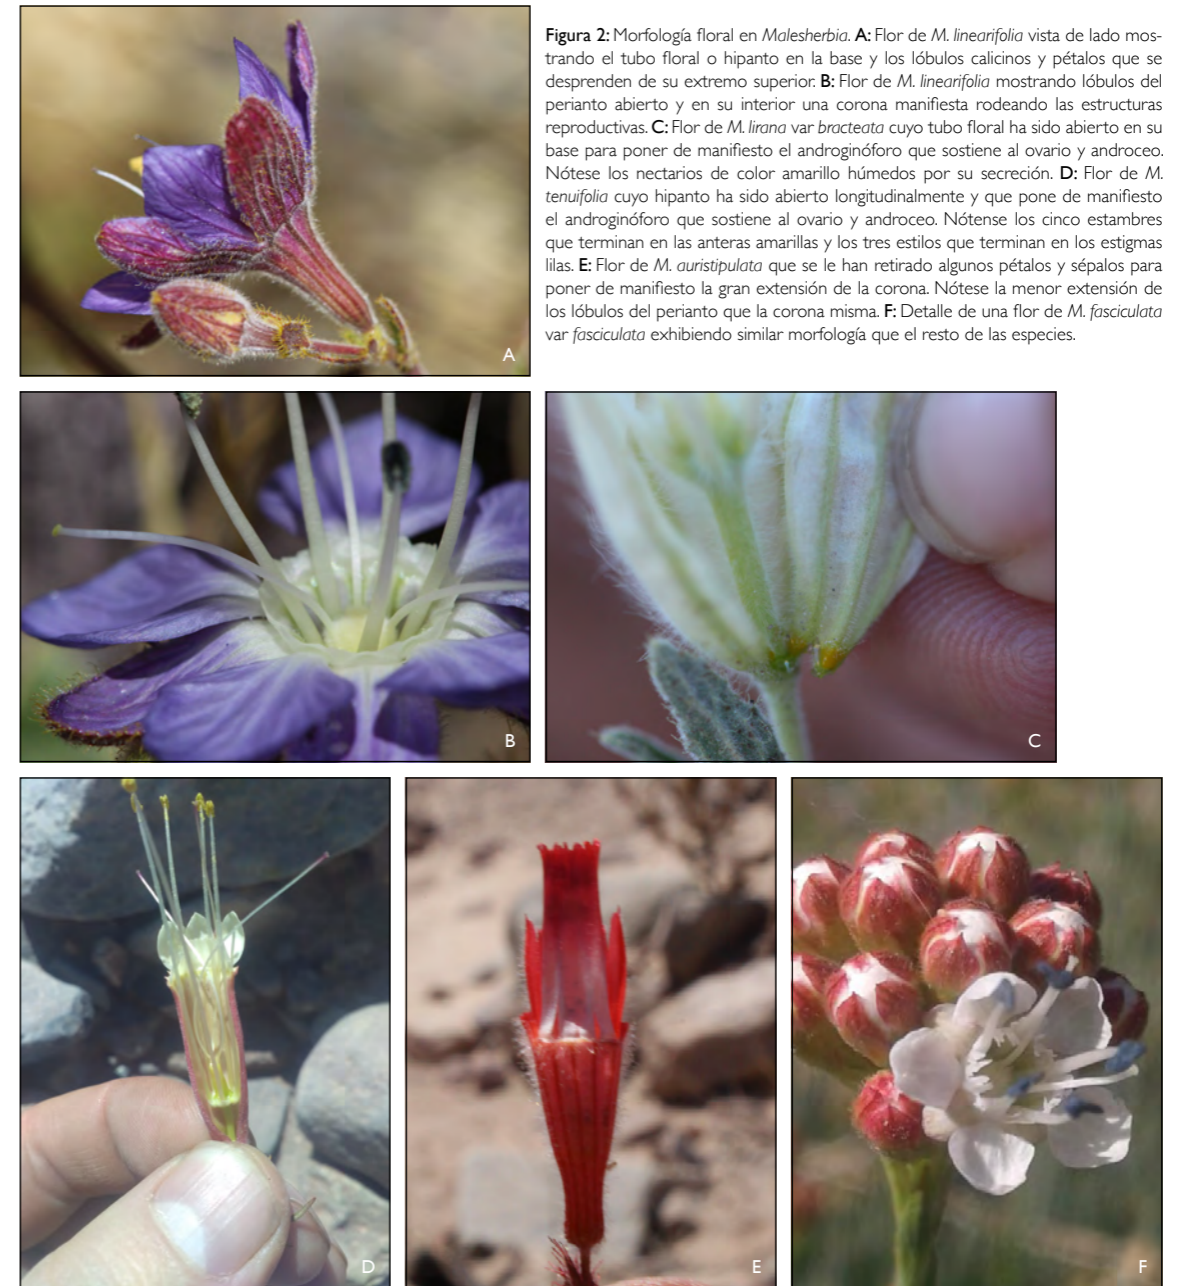 Figura 2: Morfología floral en Malesherbia. A: Flor de M. linearifolia vista de lado mos-
trando el tubo floral o hipanto en la base y los lóbulos calicinos y pétalos que se
desprenden de su extremo superior. B: Flor de M. linearifolia mostrando lóbulos del
perianto abierto y en su interior una corona manifiesta rodeando las estructuras
reproductivas. C: Flor de M. lirana var bracteata cuyo tubo floral ha sido abierto en su
base para poner de manifiesto el androginóforo que sostiene al ovario y androceo.
Nótese los nectarios de color amarillo húmedos por su secreción. D: Flor de M.
tenuifolia cuyo hipanto ha sido abierto longitudinalmente y que pone de manifiesto
el androginóforo que sostiene al ovario y androceo. Nótense los cinco estambres
que terminan en las anteras amarillas y los tres estilos que terminan en los estigmas
lilas. E: Flor de M. auristipulata que se le han retirado algunos pétalos y sépalos para
poner de manifiesto la gran extensión de la corona. Nótese la menor extensión de
los lóbulos del perianto que la corona misma. F: Detalle de una flor de M. fasciculata
var fasciculata exhibiendo similar morfología que el resto de las especies.
A
B
C
D
E
F